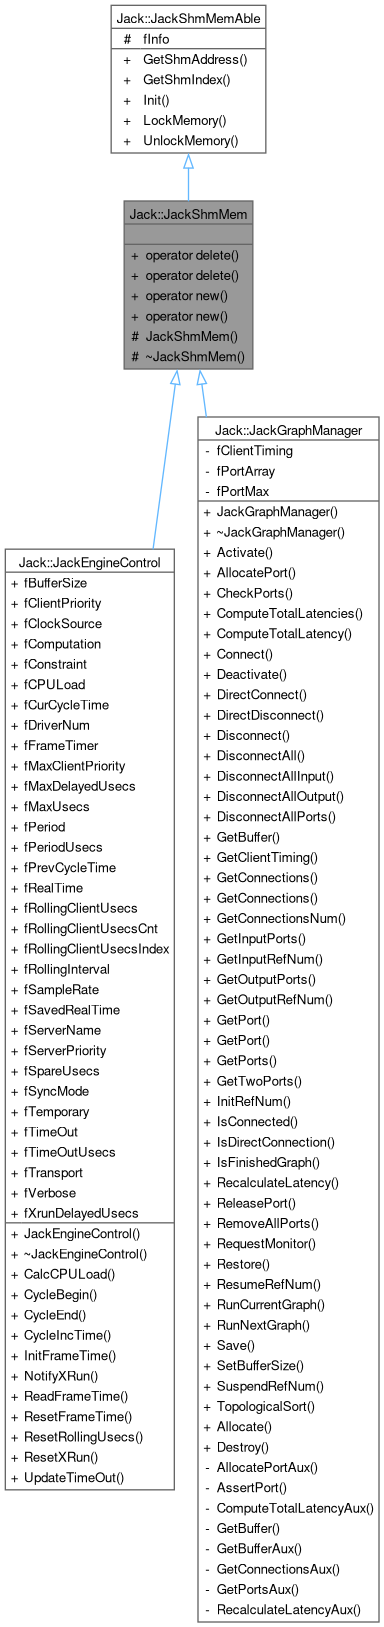 Jack::JackShmMemAble
# fInfo
+ GetShmAddress()
+ GetShmIndex()
+ Init()
+ LockMemory()
+ UnlockMemory()
Jack::JackShmMem
+ operator delete()
+ operator delete()
+ operator new()
+ operator new()
# JackShmMem()
# ~JackShmMem()
Jack::JackEngineControl
+ fBufferSize
+ fClientPriority
+ fClockSource
+ fComputation
+ fConstraint
+ fCPULoad
+ fCurCycleTime
+ fDriverNum
+ fFrameTimer
+ fMaxClientPriority
+ fMaxDelayedUsecs
+ fMaxUsecs
+ fPeriod
+ fPeriodUsecs
+ fPrevCycleTime
+ fRealTime
+ fRollingClientUsecs
+ fRollingClientUsecsCnt
+ fRollingClientUsecsIndex
+ fRollingInterval
+ fSampleRate
+ fSavedRealTime
+ fServerName
+ fServerPriority
+ fSpareUsecs
+ fSyncMode
+ fTemporary
+ fTimeOut
+ fTimeOutUsecs
+ fTransport
+ fVerbose
+ fXrunDelayedUsecs
+ JackEngineControl()
+ ~JackEngineControl()
+ CalcCPULoad()
+ CycleBegin()
+ CycleEnd()
+ CycleIncTime()
+ InitFrameTime()
+ NotifyXRun()
+ ReadFrameTime()
+ ResetFrameTime()
+ ResetRollingUsecs()
+ ResetXRun()
+ UpdateTimeOut()
Jack::JackGraphManager
- fClientTiming
- fPortArray
- fPortMax
+ JackGraphManager()
+ ~JackGraphManager()
+ Activate()
+ AllocatePort()
+ CheckPorts()
+ ComputeTotalLatencies()
+ ComputeTotalLatency()
+ Connect()
+ Deactivate()
+ DirectConnect()
+ DirectDisconnect()
+ Disconnect()
+ DisconnectAll()
+ DisconnectAllInput()
+ DisconnectAllOutput()
+ DisconnectAllPorts()
+ GetBuffer()
+ GetClientTiming()
+ GetConnections()
+ GetConnections()
+ GetConnectionsNum()
+ GetInputPorts()
+ GetInputRefNum()
+ GetOutputPorts()
+ GetOutputRefNum()
+ GetPort()
+ GetPort()
+ GetPorts()
+ GetTwoPorts()
+ InitRefNum()
+ IsConnected()
+ IsDirectConnection()
+ IsFinishedGraph()
+ RecalculateLatency()
+ ReleasePort()
+ RemoveAllPorts()
+ RequestMonitor()
+ Restore()
+ ResumeRefNum()
+ RunCurrentGraph()
+ RunNextGraph()
+ Save()
+ SetBufferSize()
+ SuspendRefNum()
+ TopologicalSort()
+ Allocate()
+ Destroy()
- AllocatePortAux()
- AssertPort()
- ComputeTotalLatencyAux()
- GetBuffer()
- GetBufferAux()
- GetConnectionsAux()
- GetPortsAux()
- RecalculateLatencyAux()